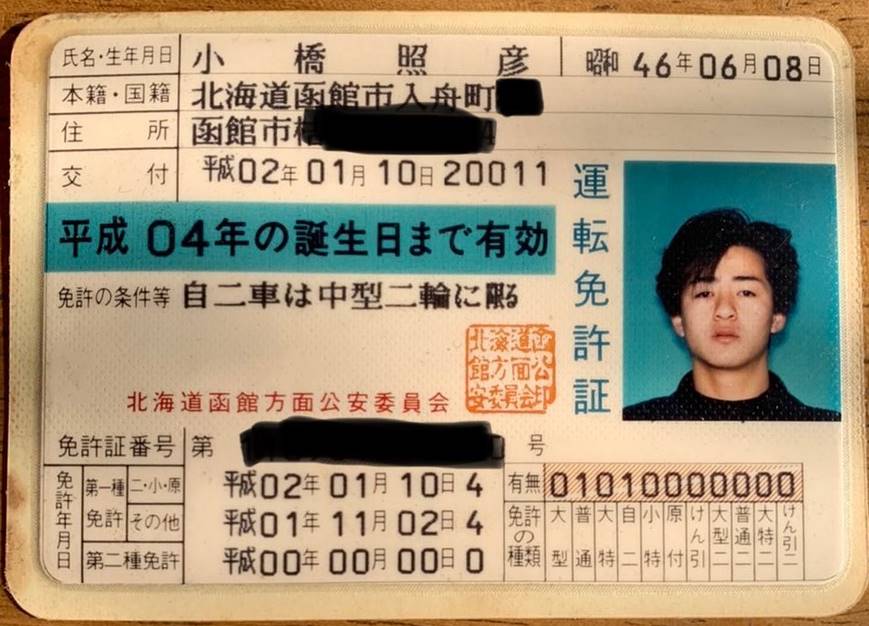 氏名・生年月日 小橋照彦 昭和46年06月08日
本籍・国籍 北海道函館市入舟町
住所 函館市
交付 平成02年01月10日 20011
平成04年の誕生日まで有効
免許の条件等 自二車は中型二輪に限る
運転免許証
北海道函館方面公安委員会印
北海道函館方面公安委員会
免許証番号 第 号
免許年月日
第一種免許 二・小・原 平成02年01月10日4
その他 平成01年11月02日4
第二種免許 平成00年00月00日0
有無 01010000000
免許の種類 大型 普通 大特 自二 小特 原付 けん引 大型二 普通二 大特二 けん引二